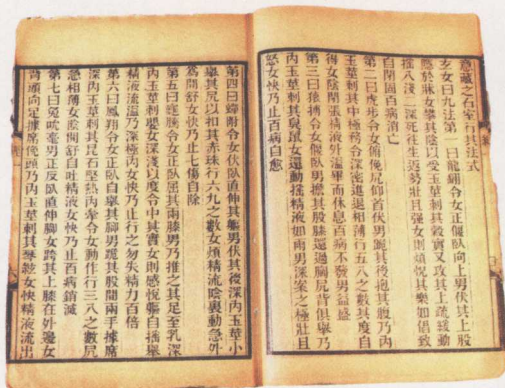 意藏之石室行其法式
玄女曰九法第一曰龍翻令女正偃臥向上男伏其上股
隱於牀女攀其陰以受玉莖刺其穀實又攻其上疏緩動
搖八淺二深死往生返勢壯且强女則煩悅其樂如倡致
自閉固百病消亡
第二曰虎步令女俯俛尻仰首伏男跪其後抱其腹乃內
玉莖刺其中極務令深密進退相薄行五八之數其度自
得女陰閉張精液外溢畢而休息百病不發男益盛
第三曰猿搏令女偃臥男擔其股膝還過胸尻背俱舉乃
內玉莖刺其臭鼠女還動搖精液如雨男深案之極壯且
怒女快乃止百病自愈
第四曰蟬附令女伏臥直伸其軀男伏其後深內玉莖小
舉其尻以扣其赤珠行六九之數女煩精流陰裏動急外
為開舒女快乃止七傷自除
第五曰龜騰令女正臥屈其兩膝男乃推之其足至乳深
內玉莖刺嬰女深淺以度令中其實女則感悅軀自搖舉
精液流溢乃深極內女快乃止行之勿失精力百倍
第六曰鳳翔令女正臥自舉其脚男跪其股間兩手據席
深內玉莖刺其昆石堅熱內牽令女動作行三八之數尻
急相薄女陰開舒自吐精液女快乃止百病銷滅
第七曰兔吮毫男正反臥直伸脚女跨其上膝在外邊女
背頭向足據席俛頭乃內玉莖刺其琴絃女快精液流出